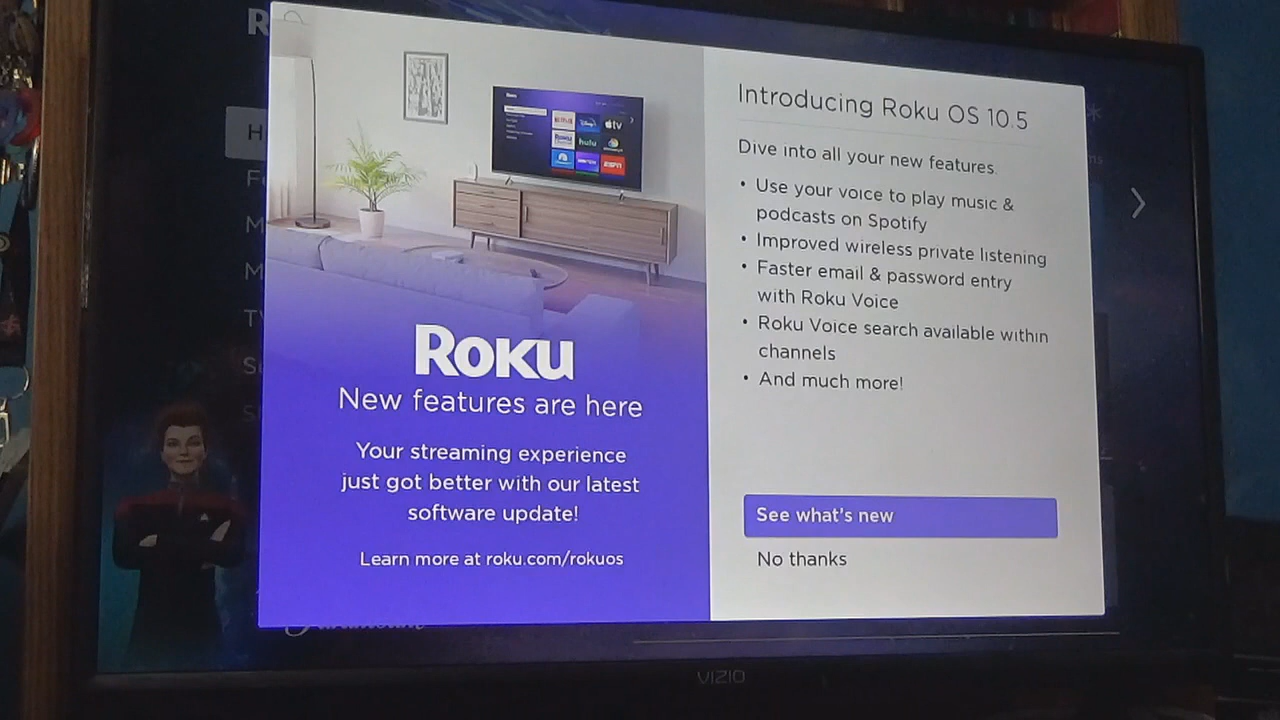 Introducing Roku OS 10.5
Dive into all your new features.
• Use your voice to play music &
podcasts on Spotify
• Improved wireless private listening
• Faster email & password entry
with Roku Voice
• Roku Voice search available within
channels
• And much more!
See what's new
No thanks
Roku
hulu
ESPN
Roku
New features are here
Your streaming experience
just got better with our latest
software update!
Learn more at roku.com/rokuos
VIZIO